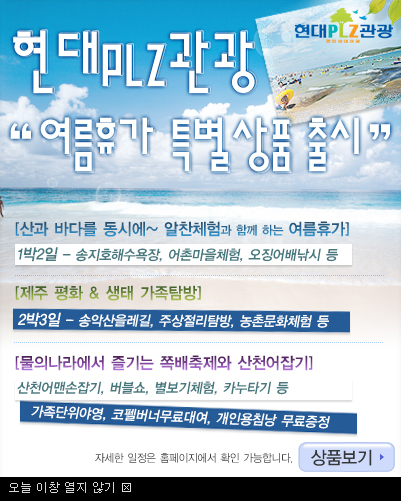 현대PLZ관광
현대PLZ관광
“여름휴가 특별상품 출시”
[산과 바다를 동시에~ 알찬체험과 함께 하는 여름휴가]
1박2일 - 송지호해수욕장, 어촌마을체험, 오징어배낚시 등
[제주 평화 & 생태 가족탐방]
2박3일 - 송악산올레길, 주상절리탐방, 농촌문화체험 등
[물의나라에서 즐기는 쪽배축제와 산천어잡기]
산천어맨손잡기, 버블쇼, 별보기체험, 카누타기 등
가족단위야영, 코펠버너무료대여, 개인용침낭 무료증정
자세한 일정은 홈페이지에서 확인 가능합니다.
상품보기
오늘 이창 열지 않기